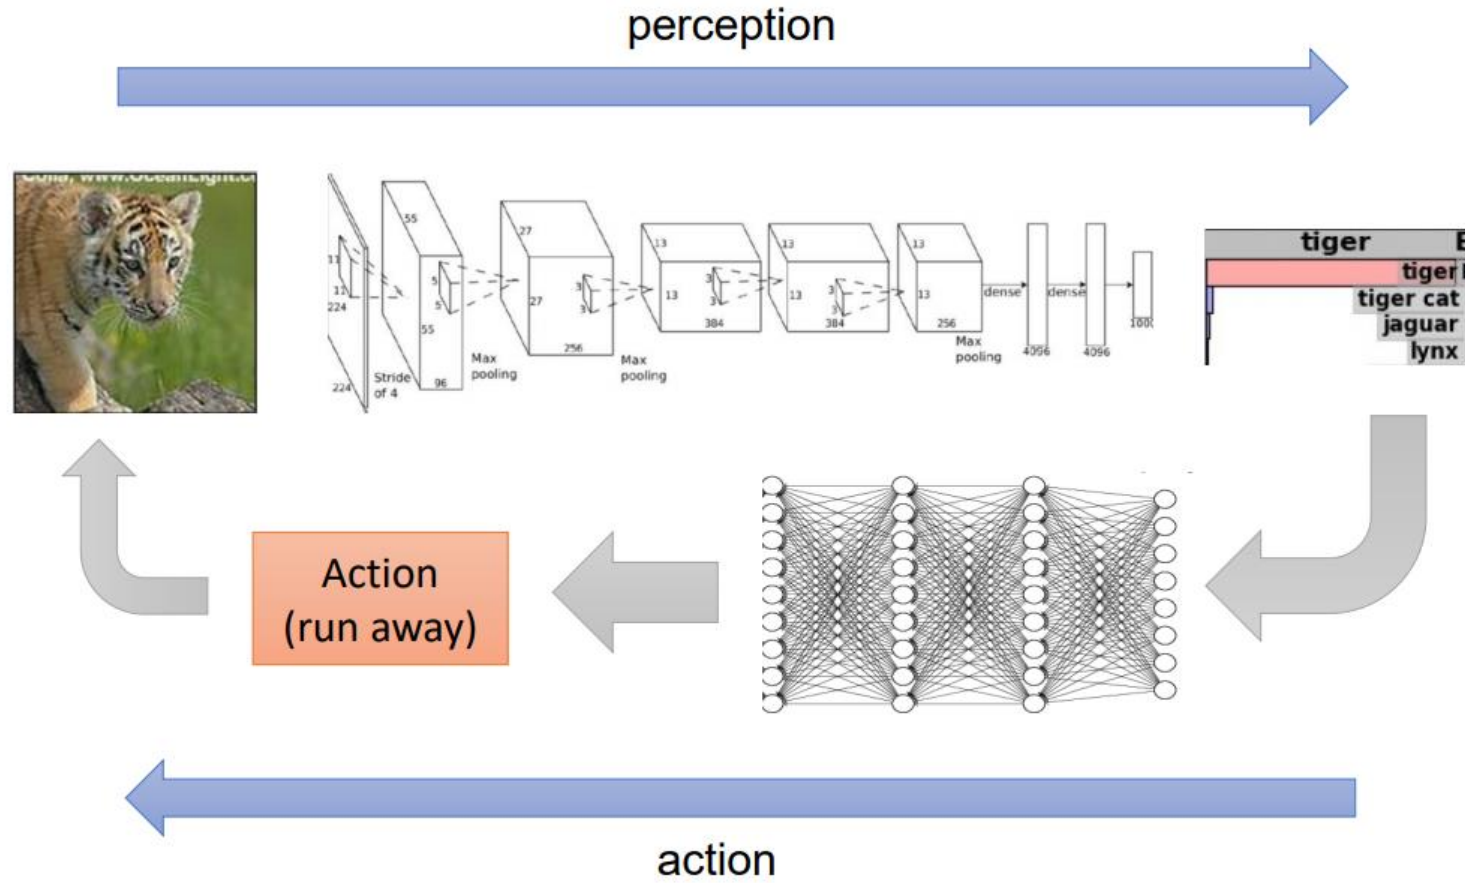 perception
Colla, www.OceanLight.c
55
27
13
13
13
11
11
224
5
5
3
3
3
3
3
3
27
13
13
13
dense
dense
55
384
384
256
1000
224
Stride
of 4
96
Max
pooling
256
Max
pooling
Max
pooling
4096
4096
tiger
tiger
tiger cat
jaguar
lynx
Action
(run away)
action